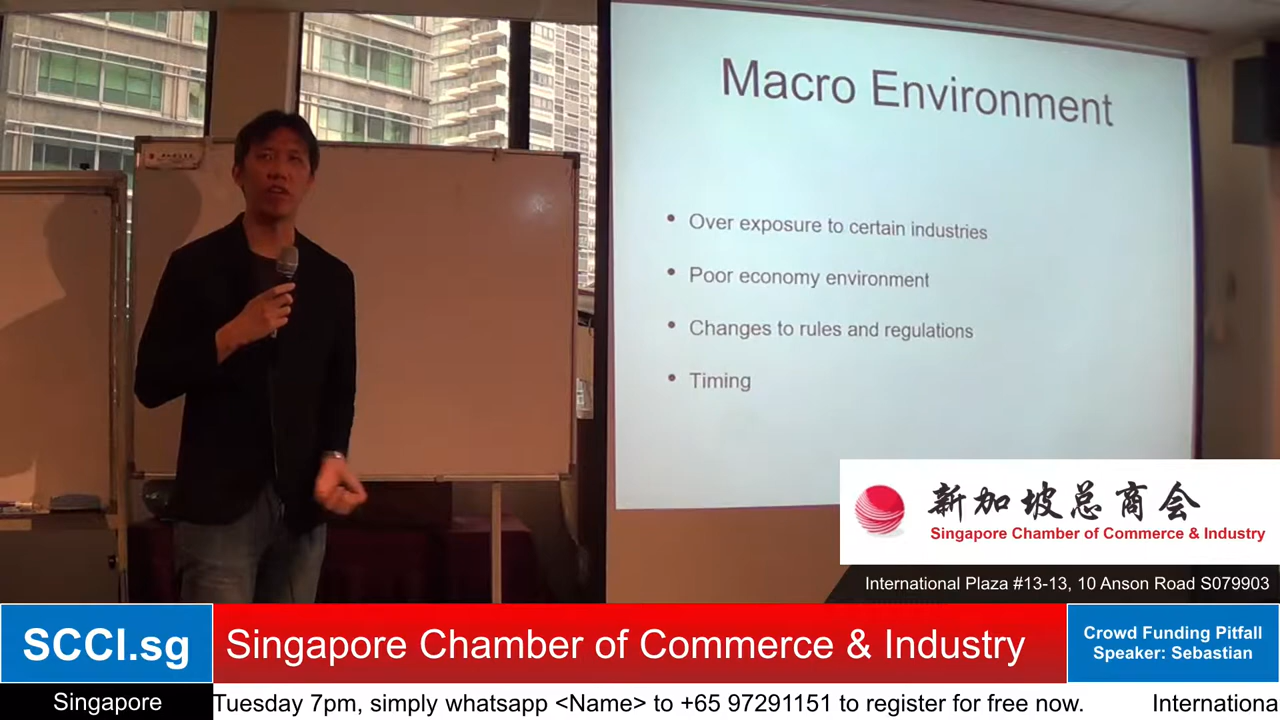 Macro Environment
• Over exposure to certain industries
• Poor economy environment
• Changes to rules and regulations
• Timing
新加坡总商会
Singapore Chamber of Commerce & Industry
International Plaza #13-13, 10 Anson Road S079903
SCCI.sg
Singapore Chamber of Commerce & Industry
Crowd Funding Pitfall
Speaker: Sebastian
Singapore
Tuesday 7pm, simply whatsapp <Name> to +65 97291151 to register for free now.
Internationa